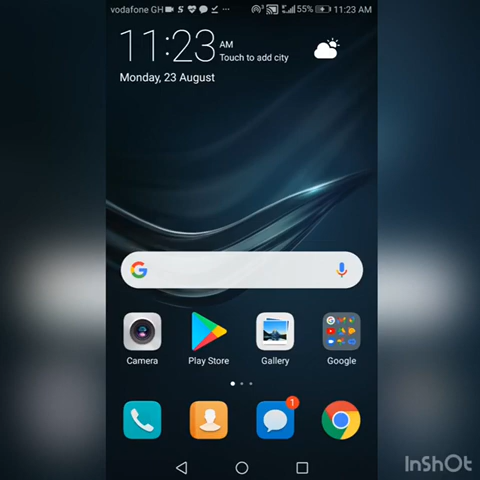 vodafone GH
55%
11:23 AM
11:23 AM
Touch to add city
Monday, 23 August
Camera
Play Store
Gallery
Google
1
InShOt